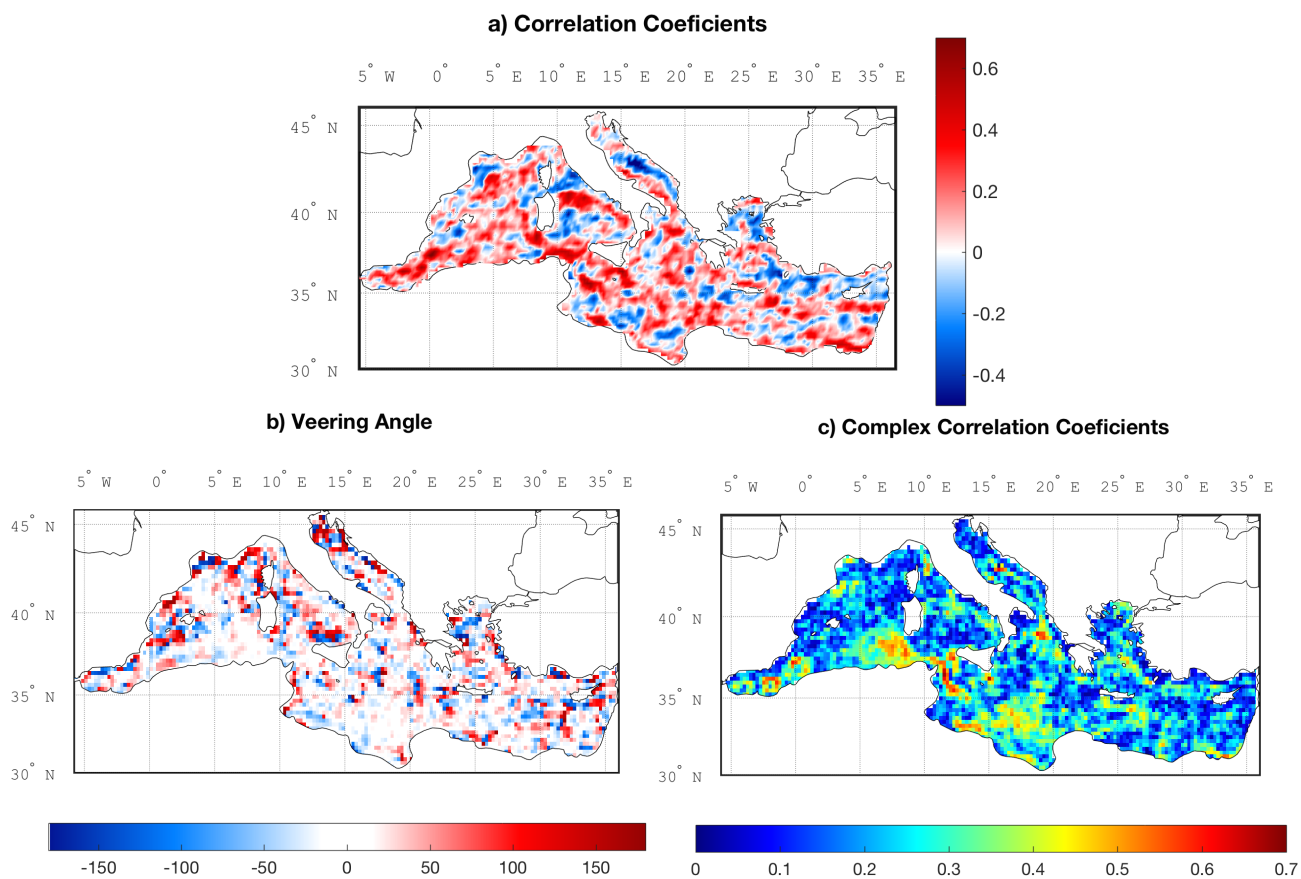 a) Correlation Coeficients
5° W 0° 5° E 10° E 15° E 20° E 25° E 30° E 35° E
45° N
40° N
35° N
30° N
0.6
0.4
0.2
0
-0.2
-0.4
b) Veering Angle
5° W 0° 5° E 10° E 15° E 20° E 25° E 30° E 35° E
45° N
40° N
35° N
30° N
-150 -100 -50 0 50 100 150
c) Complex Correlation Coeficients
5° W 0° 5° E 10° E 15° E 20° E 25° E 30° E 35° E
45° N
40° N
35° N
30° N
0 0.1 0.2 0.3 0.4 0.5 0.6 0.7